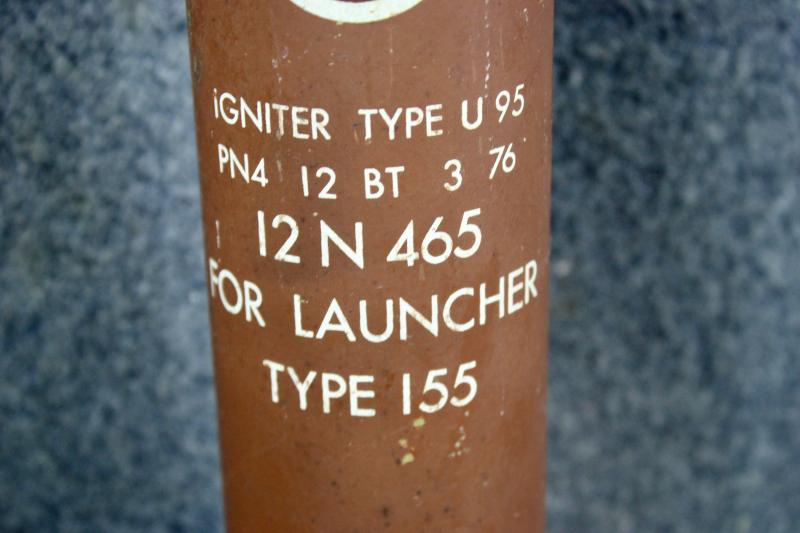 iGNITER TYPE U 95
PN4 12 BT 3 76
12 N 465
FOR LAUNCHER
TYPE 155